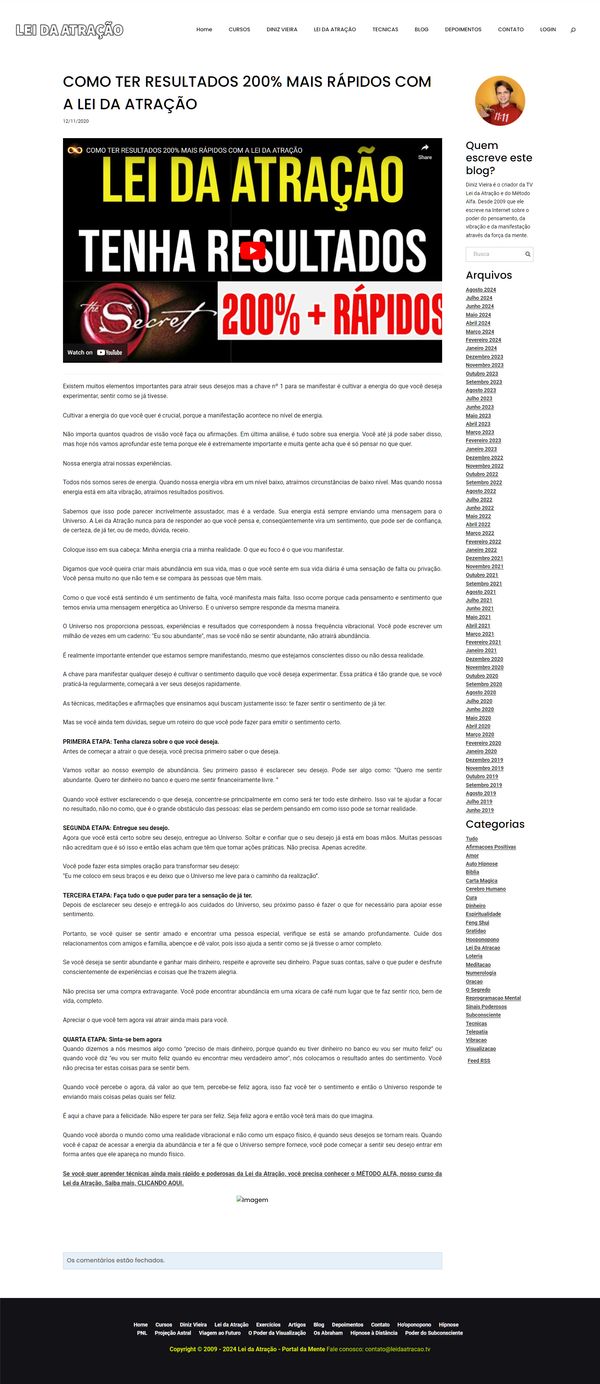 LEI DA ATRAÇÃO
Home CURSOS DINIZ VIEIRA LEI DA ATRAÇÃO TECNICAS BLOG DEPOIMENTOS CONTATO LOGIN
COMO TER RESULTADOS 200% MAIS RÁPIDOS COM
A LEI DA ATRAÇÃO
12/11/2020
COMO TER RESULTADOS 200% MAIS RÁPIDOS COM A LEI DA ATRAÇÃO
Share
LEI DA ATRAÇÃO
TENHA RESULTADOS
the Secret
200% + RÁPIDOS
Watch on YouTube
Existem muitos elementos importantes para atrair seus desejos mas a chave nº 1 para se manifestar é cultivar a energia do que você deseja
experimentar, sentir como se já tivesse.
Cultivar a energia do que você quer é crucial, porque a manifestação acontece no nível de energia.
Não importa quantos quadros de visão você faça ou afirmações. Em última análise, é tudo sobre sua energia. Você até já pode saber disso,
mas hoje nós vamos aprofundar este tema porque ele é extremamente importante e muita gente acha que é só pensar no que quer.
Nossa energia atrai nossas experiências.
Todos nós somos seres de energia. Quando nossa energia vibra em um nível baixo, atraímos circunstâncias de baixo nível. Mas quando nossa
energia está em alta vibração, atraímos resultados positivos.
Sabemos que isso pode parecer incrivelmente assustador, mas é a verdade. Sua energia está sempre enviando uma mensagem para o
Universo. A Lei da Atração nunca para de responder ao que você pensa e, conseqüentemente vira um sentimento, que pode ser de confiança,
de certeza, de já ter, ou de medo, dúvida, receio.
Coloque isso em sua cabeça: Minha energia cria a minha realidade. O que eu foco é o que vou manifestar.
Digamos que você queira criar mais abundância em sua vida, mas o que você sente em sua vida diária é uma sensação de falta ou privação.
Você pensa muito no que não tem e se compara às pessoas que têm mais.
Como o que você está sentindo é um sentimento de falta, você manifesta mais falta. Isso ocorre porque cada pensamento e sentimento que
temos envia uma mensagem energética ao Universo. E o universo sempre responde da mesma maneira.
O Universo nos proporciona pessoas, experiências e resultados que correspondem à nossa frequência vibracional. Você pode escrever um
milhão de vezes em um caderno: "Eu sou abundante", mas se você não se sentir abundante, não atrairá abundância.
É realmente importante entender que estamos sempre manifestando, mesmo que estejamos conscientes disso ou não dessa realidade.
A chave para manifestar qualquer desejo é cultivar o sentimento daquilo que você deseja experimentar. Essa prática é tão grande que, se você
praticá-la regularmente, começará a ver seus desejos rapidamente.
As técnicas, meditações e afirmações que ensinamos aqui buscam justamente isso: te fazer sentir o sentimento de já ter.
Mas se você ainda tem dúvidas, segue um roteiro do que você pode fazer para emitir o sentimento certo.
PRIMEIRA ETAPA: Tenha clareza sobre o que você deseja.
Antes de começar a atrair o que deseja, você precisa primeiro saber o que deseja.
Vamos voltar ao nosso exemplo de abundância. Seu primeiro passo é esclarecer seu desejo. Pode ser algo como: "Quero me sentir
abundante. Quero ter dinheiro no banco e quero me sentir financeiramente livre. "
Quando você estiver esclarecendo o que deseja, concentre-se principalmente em como será ter todo este dinheiro. Isso vai te ajudar a focar
no resultado, não no como, que é o grande obstáculo das pessoas: elas se perdem pensando em como isso pode se tornar realidade.
SEGUNDA ETAPA: Entregue seu desejo.
Agora que você está certo sobre seu desejo, entregue ao Universo. Soltar e confiar que o seu desejo já está em boas mãos. Muitas pessoas
não acreditam que é só isso e então elas acham que têm que tomar ações práticas. Não precisa. Apenas acredite.
Você pode fazer esta simples oração para transformar seu desejo:
"Eu me coloco em seus braços e eu deixo que o Universo me leve para o caminho da realização".
TERCEIRA ETAPA: Faça tudo o que puder para ter a sensação de já ter.
Depois de esclarecer seu desejo e entregá-lo aos cuidados do Universo, seu próximo passo é fazer o que for necessário para apoiar esse
sentimento.
Portanto, se você quiser se sentir amado e encontrar uma pessoa especial, verifique se está se amando profundamente. Cuide dos
relacionamentos com amigos e família, abençoe e dê valor, pois isso ajuda a sentir como se já tivesse o amor completo.
Se você deseja se sentir abundante e ganhar mais dinheiro, respeite e aproveite seu dinheiro. Pague suas contas, salve o que puder e desfrute
conscientemente de experiências e coisas que lhe trazem alegria.
Não precisa ser uma compra extravagante. Você pode encontrar abundância em uma xícara de café num lugar que te faz sentir rico, bem de
vida, completo.
Apreciar o que você tem agora vai atrair ainda mais para você.
QUARTA ETAPA: Sinta-se bem agora
Quando dizemos a nós mesmos algo como "preciso de mais dinheiro, porque quando eu tiver dinheiro no banco eu vou ser muito feliz" ou
quando você diz "eu vou ser muito feliz quando eu encontrar meu verdadeiro amor", nós colocamos o resultado antes do sentimento. Você
não precisa ter estas coisas para se sentir bem.
Quando você percebe o agora, dá valor ao que tem, percebe-se feliz agora, isso faz você ter o sentimento e então o Universo responde te
enviando mais coisas pelas quais ser feliz.
É aqui a chave para a felicidade. Não espere ter para ser feliz. Seja feliz agora e então você terá mais do que imagina.
Quando você aborda o mundo como uma realidade vibracional e não como um espaço físico, é quando seus desejos se tornam reais. Quando
você é capaz de acessar a energia da abundância e ter a fé que o Universo sempre fornece, você pode começar a sentir seu desejo entrar em
forma antes que ele apareça no mundo físico.
Se você quer aprender técnicas ainda mais rápido e poderosas da Lei da Atração, você precisa conhecer o MÉTODO ALFA, nosso curso da
Lei da Atração. Saiba mais, CLICANDO AQUI.
Imagem
Os comentários estão fechados.
11:11
Quem
escreve este
blog?
Diniz Vieira é o criador da TV
Lei da Atração e do Método
Alfa. Desde 2009 que ele
escreve na Internet sobre o
poder do pensamento, da
vibração e da manifestação
através da força da mente.
Busca
Arquivos
Agosto 2024
Julho 2024
Junho 2024
Maio 2024
Abril 2024
Março 2024
Fevereiro 2024
Janeiro 2024
Dezembro 2023
Novembro 2023
Outubro 2023
Setembro 2023
Agosto 2023
Julho 2023
Junho 2023
Maio 2023
Abril 2023
Março 2023
Fevereiro 2023
Janeiro 2023
Dezembro 2022
Novembro 2022
Outubro 2022
Setembro 2022
Agosto 2022
Julho 2022
Junho 2022
Maio 2022
Abril 2022
Março 2022
Fevereiro 2022
Janeiro 2022
Dezembro 2021
Novembro 2021
Outubro 2021
Setembro 2021
Agosto 2021
Julho 2021
Junho 2021
Maio 2021
Abril 2021
Março 2021
Fevereiro 2021
Janeiro 2021
Dezembro 2020
Novembro 2020
Outubro 2020
Setembro 2020
Agosto 2020
Julho 2020
Junho 2020
Maio 2020
Abril 2020
Março 2020
Fevereiro 2020
Janeiro 2020
Dezembro 2019
Novembro 2019
Outubro 2019
Setembro 2019
Agosto 2019
Julho 2019
Junho 2019
Categorias
Tudo
Afirmacoes Positivas
Amor
Auto Hipnose
Biblia
Carta Magica
Cerebro Humano
Cura
Dinheiro
Espiritualidade
Feng Shui
Gratidao
Hooponopono
Lei Da Atracao
Loteria
Meditacao
Numerologia
Oracao
O Segredo
Reprogramacao Mental
Sinais Poderosos
Subconsciente
Tecnicas
Telepatia
Vibracao
Visualizacao
Feed RSS
Home Cursos Diniz Vieira Lei da Atração Exercícios Artigos Blog Depoimentos Contato Ho'oponopono Hipnose
PNL Projeção Astral Viagem ao Futuro O Poder da Visualização Os Abraham Hipnose à Distância Poder do Subconsciente
Copyright © 2009 - 2024 Lei da Atração - Portal da Mente Fale conosco: contato@leidaatracao.tv